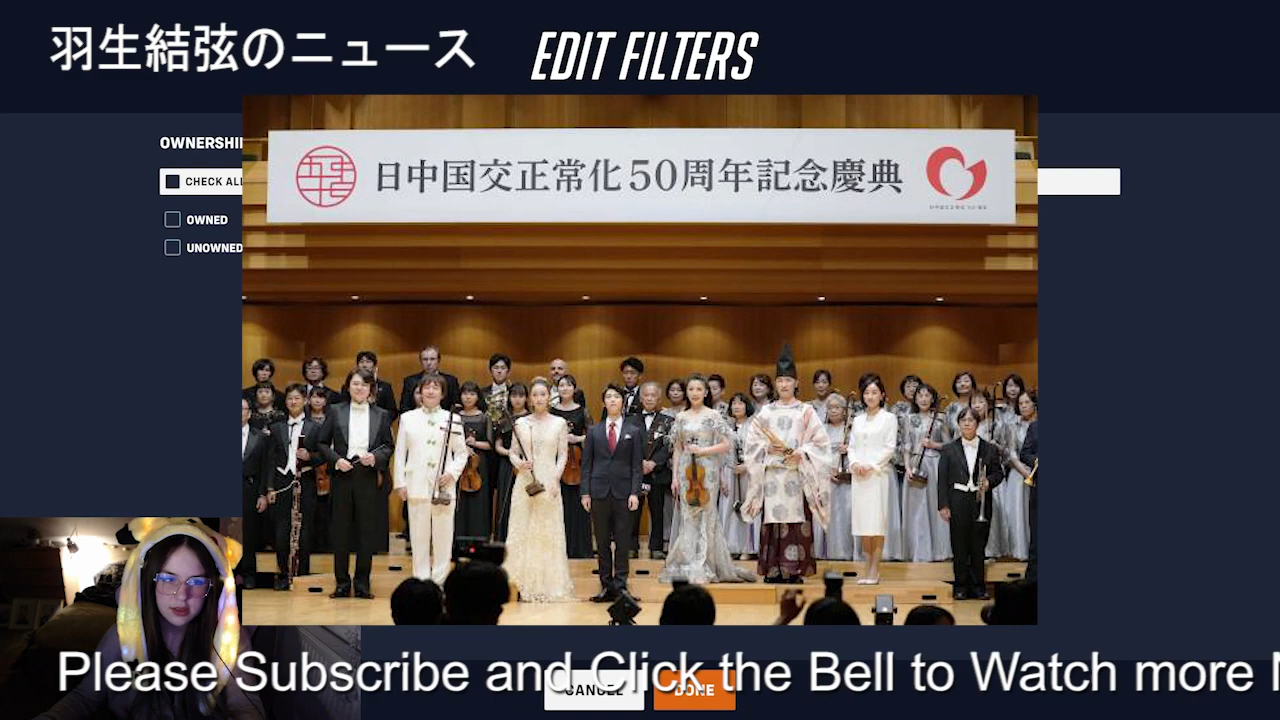 羽生結弦のニュース
EDIT FILTERS
OWNERSHI
日中国交正常化50周年記念慶典
CHECK ALL
OWNED
UNOWNED
Please Subscribe and Click the Bell to Watch more
CANCEL
DONE